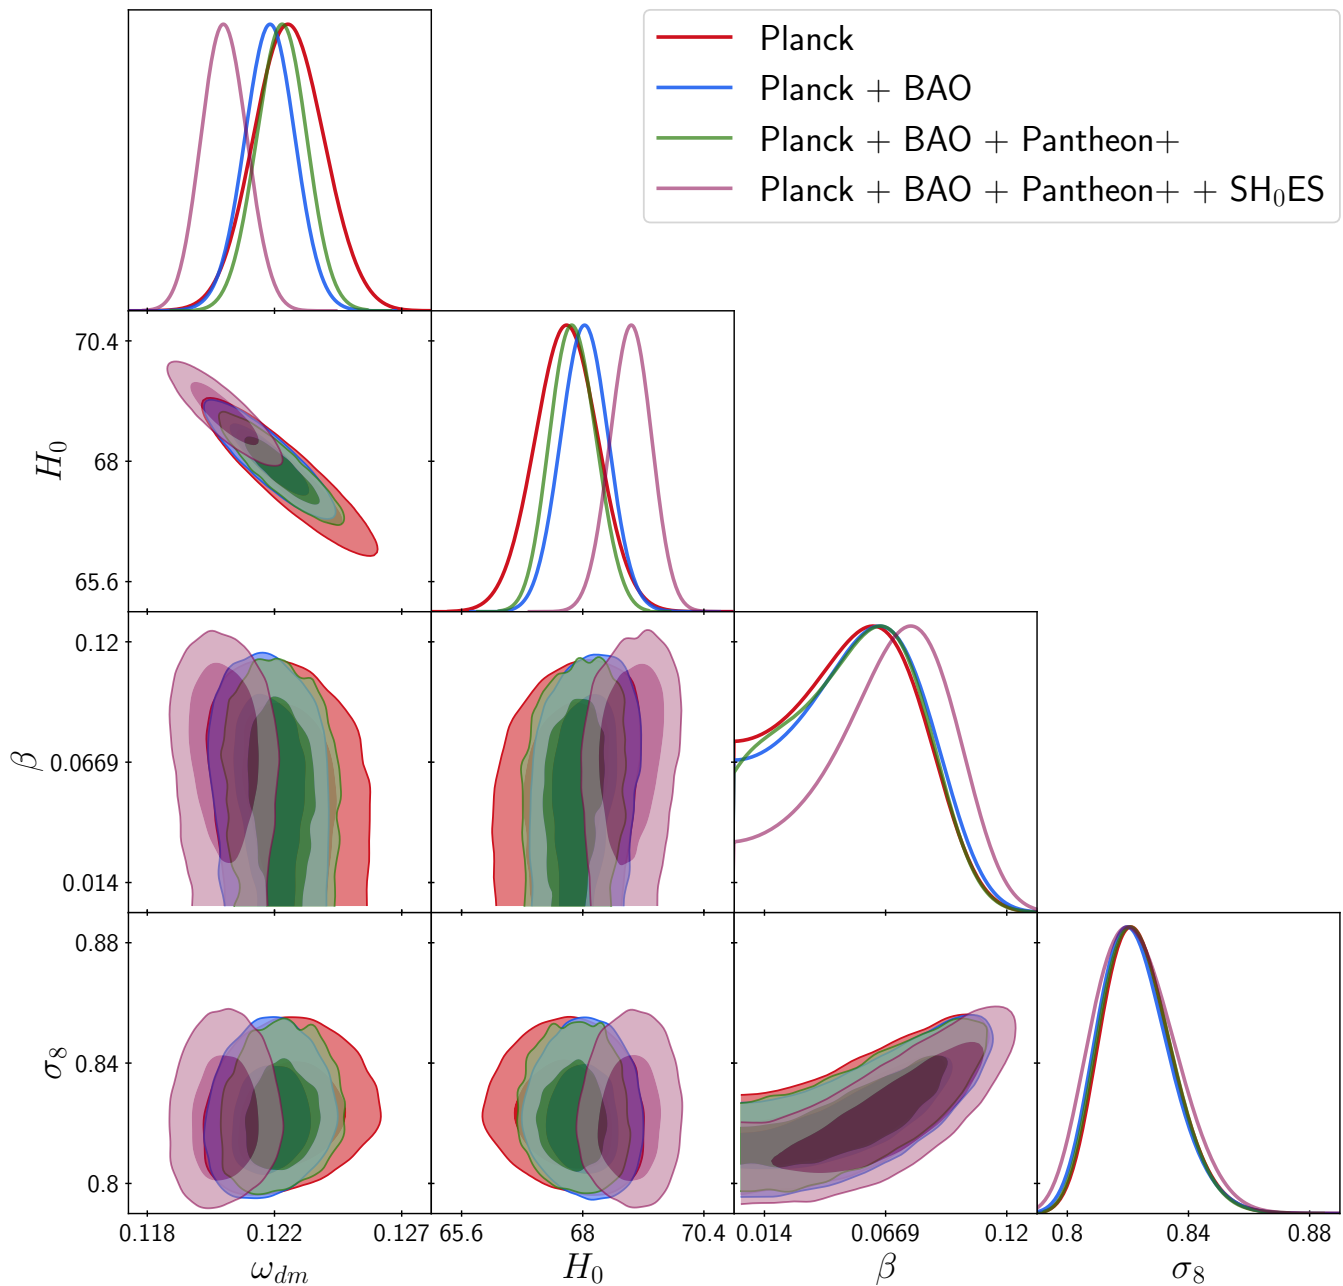 Planck
Planck + BAO
Planck + BAO + Pantheon+
Planck + BAO + Pantheon+ + SH₀ES
70.4
68
65.6
H₀
0.12
0.0669
0.014
β
0.88
0.84
0.8
σ₈
0.118 0.122 0.127
65.6 68 70.4
0.014 0.0669 0.12
0.8 0.84 0.88
ω_dm
H₀
β
σ₈